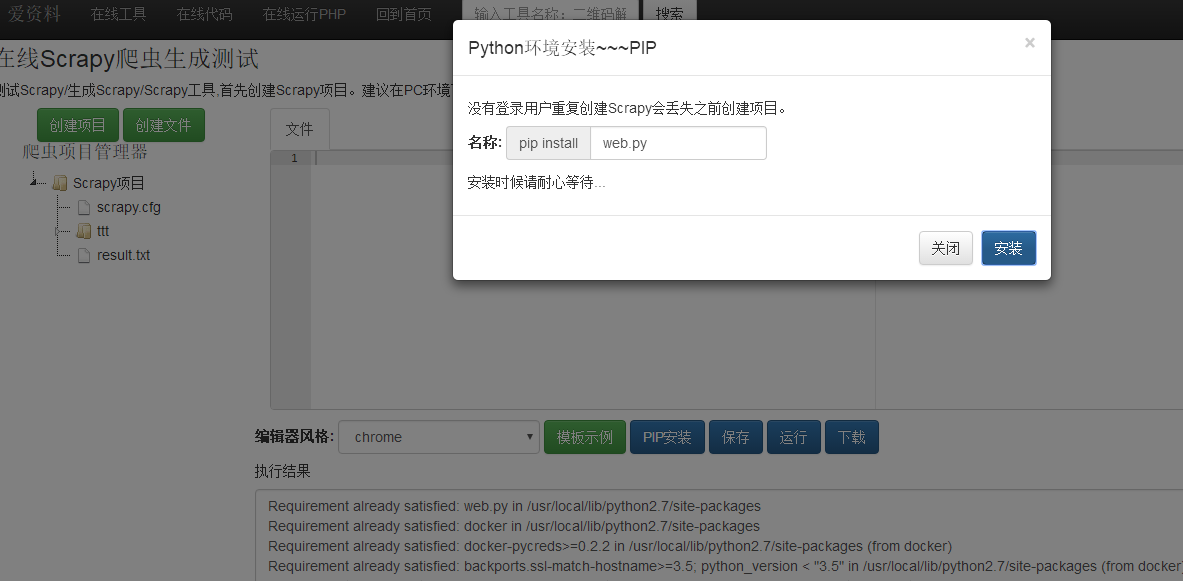 爱资料 在线工具 在线代码 在线运行PHP 回到首页 输入工具名称：二维码解 搜索
在线Scrapy爬虫生成测试
测试Scrapy/生成Scrapy/Scrapy工具,首先创建Scrapy项目。建议在PC环境
创建项目 创建文件
爬虫项目管理器
Scrapy项目
scrapy.cfg
ttt
result.txt
文件
1
Python环境安装~~~PIP
×
没有登录用户重复创建Scrapy会丢失之前创建项目。
名称: pip install web.py
安装时候请耐心等待...
关闭 安装
编辑器风格: chrome 模板示例 PIP安装 保存 运行 下载
执行结果
Requirement already satisfied: web.py in /usr/local/lib/python2.7/site-packages
Requirement already satisfied: docker in /usr/local/lib/python2.7/site-packages
Requirement already satisfied: docker-pycreds>=0.2.2 in /usr/local/lib/python2.7/site-packages (from docker)
Requirement already satisfied: backports.ssl-match-hostname>=3.5; python_version < "3.5" in /usr/local/lib/python2.7/site-packages (from docker)